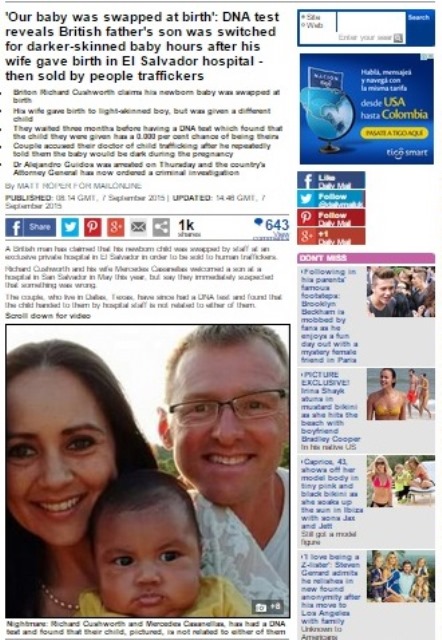 'Our baby was swapped at birth': DNA test
reveals British father's son was switched
for darker-skinned baby hours after his
wife gave birth in El Salvador hospital -
then sold by people traffickers
Briton Richard Cushworth claims his newborn baby was swapped at
birth
His wife gave birth to light-skinned boy, but was given a different
child
They waited three months before having a DNA test which found that
the child they were given has a 0.000 per cent chance of being theirs
Couple accused their doctor of child trafficking after he repeatedly
told them the baby would be dark during the pregnancy
Dr Alejandro Guidos was arrested on Thursday and the country's
Attorney General has now ordered a criminal investigation
By MATT ROPER FOR MAILONLINE
PUBLISHED: 08:14 GMT, 7 September 2015 | UPDATED: 14:46 GMT, 7
September 2015
Share
1k
shares
643
View
comments
A British man has claimed that his newborn child was swapped by staff at an
exclusive private hospital in El Salvador in order to be sold to human traffickers.
Richard Cushworth and his wife Mercedes Casanellas welcomed a son at a
hospital in San Salvador in May this year, but say they immediately suspected
that something was wrong.
The couple, who live in Dallas, Texas, have since had a DNA test and found that
the child handed to them by hospital staff is not related to either of them.
Scroll down for video
+8
Nightmare: Richard Cushworth and Mercedes Casanellas, has had a DNA
test and found that their child, pictured, is not related to either of them
Site
Web
Enter your search
Search
NATION
Hablá, mensajeá
y navegá con
la misma tarifa
desde USA
hasta Colombia
PASATE A TIGO AQUÍ
tigo smart
Like
Daily Mail
Follow
@dailymailuk
Follow
Daily Mail
+1
Daily Mail
DON'T MISS
Following in
his parents'
famous
footsteps:
Brooklyn
Beckham is
mobbed by
fans as he
enjoys a fun
day out with a
mystery female
friend in Paris
PICTURE
EXCLUSIVE!
Irina Shayk
stuns in
mustard bikini
as she hits the
beach with
boyfriend
Bradley Cooper
In his native US
Caprice, 43,
shows off her
model body in
tiny pink and
black bikini as
she soaks up
the sun in Ibiza
with sons Jax
and Jett
Still got a model
figure
'I love being a
Z-lister': Steven
Gerrard admits
he relishes in
new found
anonymity after
his move to
Los Angeles
with family
Unknown to
Americans